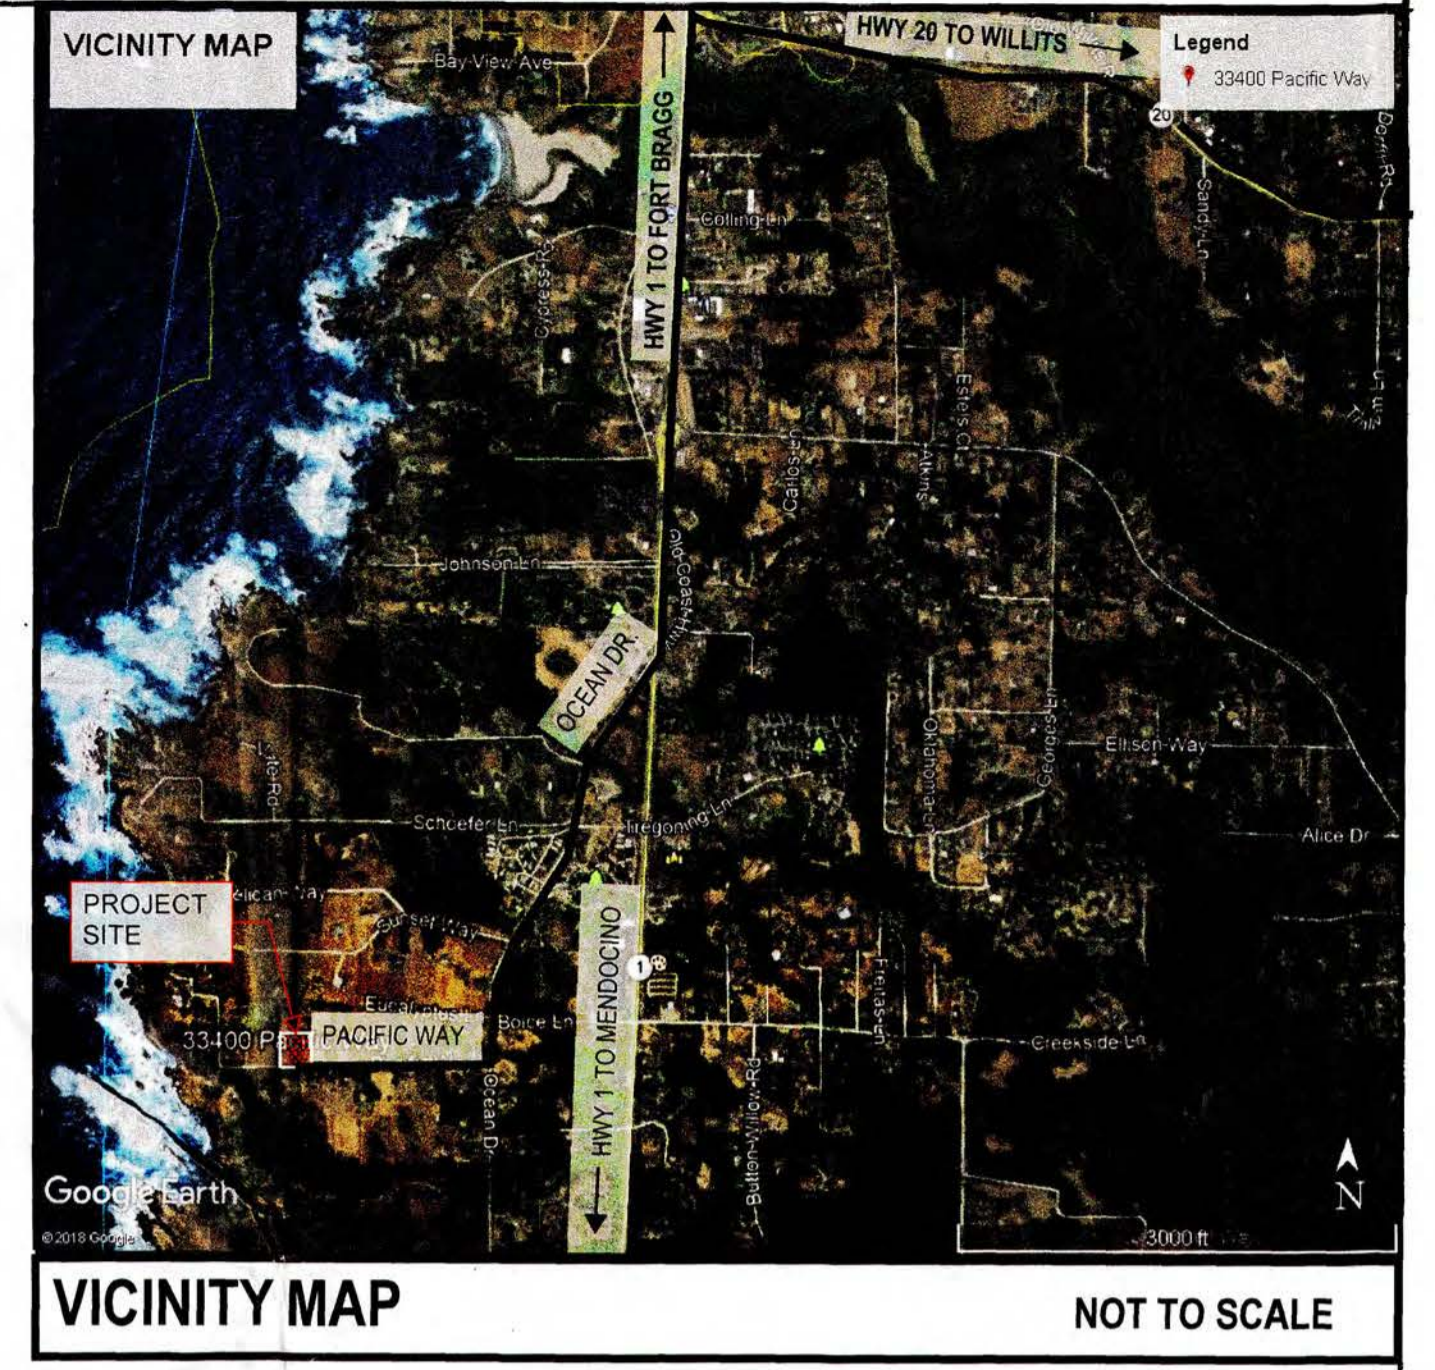 VICINITY MAP
HWY 20 TO WILLITS
Legend
33400 Pacific Way
Bay View Ave
HWY 1 TO FORT BRAGG
20
Sandy Ln
Colling Ln
Cypress Rd
Estels Ct
Carlos Ln
Atkins
Johnson Ln
Old Coast Hwy
OCEAN DR.
Oklahoma Ln
Georges Ln
Ellison Way
Schoefer Ln
Tregoning Ln
Alice Dr
PROJECT
SITE
Sunset Way
HWY 1 TO MENDOCINO
1
Freitas Ln
PACIFIC WAY
Boice Ln
33400
Creekside Ln
Ocean Dr
Button Willow Rd
N
Google Earth
©2018 Google
3000 ft
VICINITY MAP
NOT TO SCALE